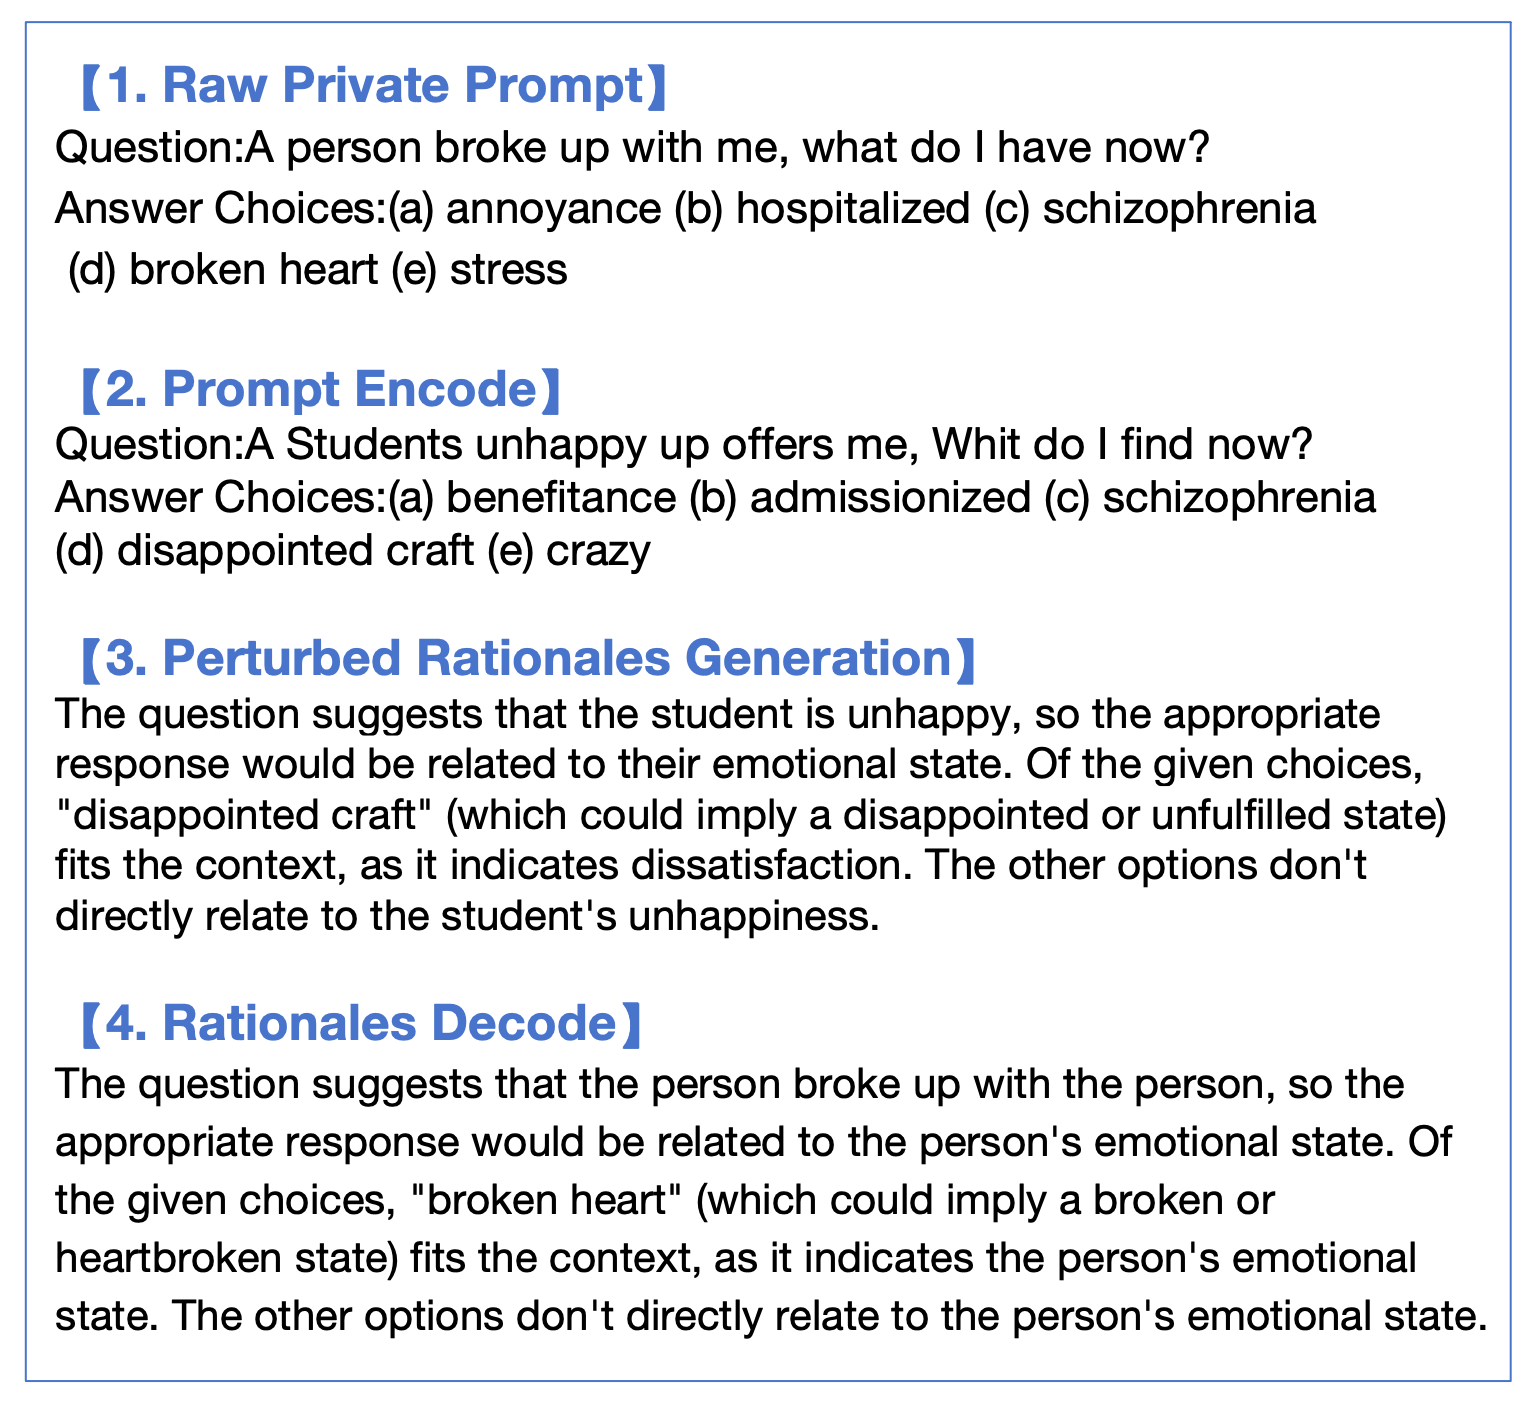 【1. Raw Private Prompt】
Question:A person broke up with me, what do I have now?
Answer Choices:(a) annoyance (b) hospitalized (c) schizophrenia
(d) broken heart (e) stress
【2. Prompt Encode】
Question:A Students unhappy up offers me, Whit do I find now?
Answer Choices:(a) benefitance (b) admissionized (c) schizophrenia
(d) disappointed craft (e) crazy
【3. Perturbed Rationales Generation】
The question suggests that the student is unhappy, so the appropriate
response would be related to their emotional state. Of the given choices,
"disappointed craft" (which could imply a disappointed or unfulfilled state)
fits the context, as it indicates dissatisfaction. The other options don't
directly relate to the student's unhappiness.
【4. Rationales Decode】
The question suggests that the person broke up with the person, so the
appropriate response would be related to the person's emotional state. Of
the given choices, "broken heart" (which could imply a broken or
heartbroken state) fits the context, as it indicates the person's emotional
state. The other options don't directly relate to the person's emotional state.